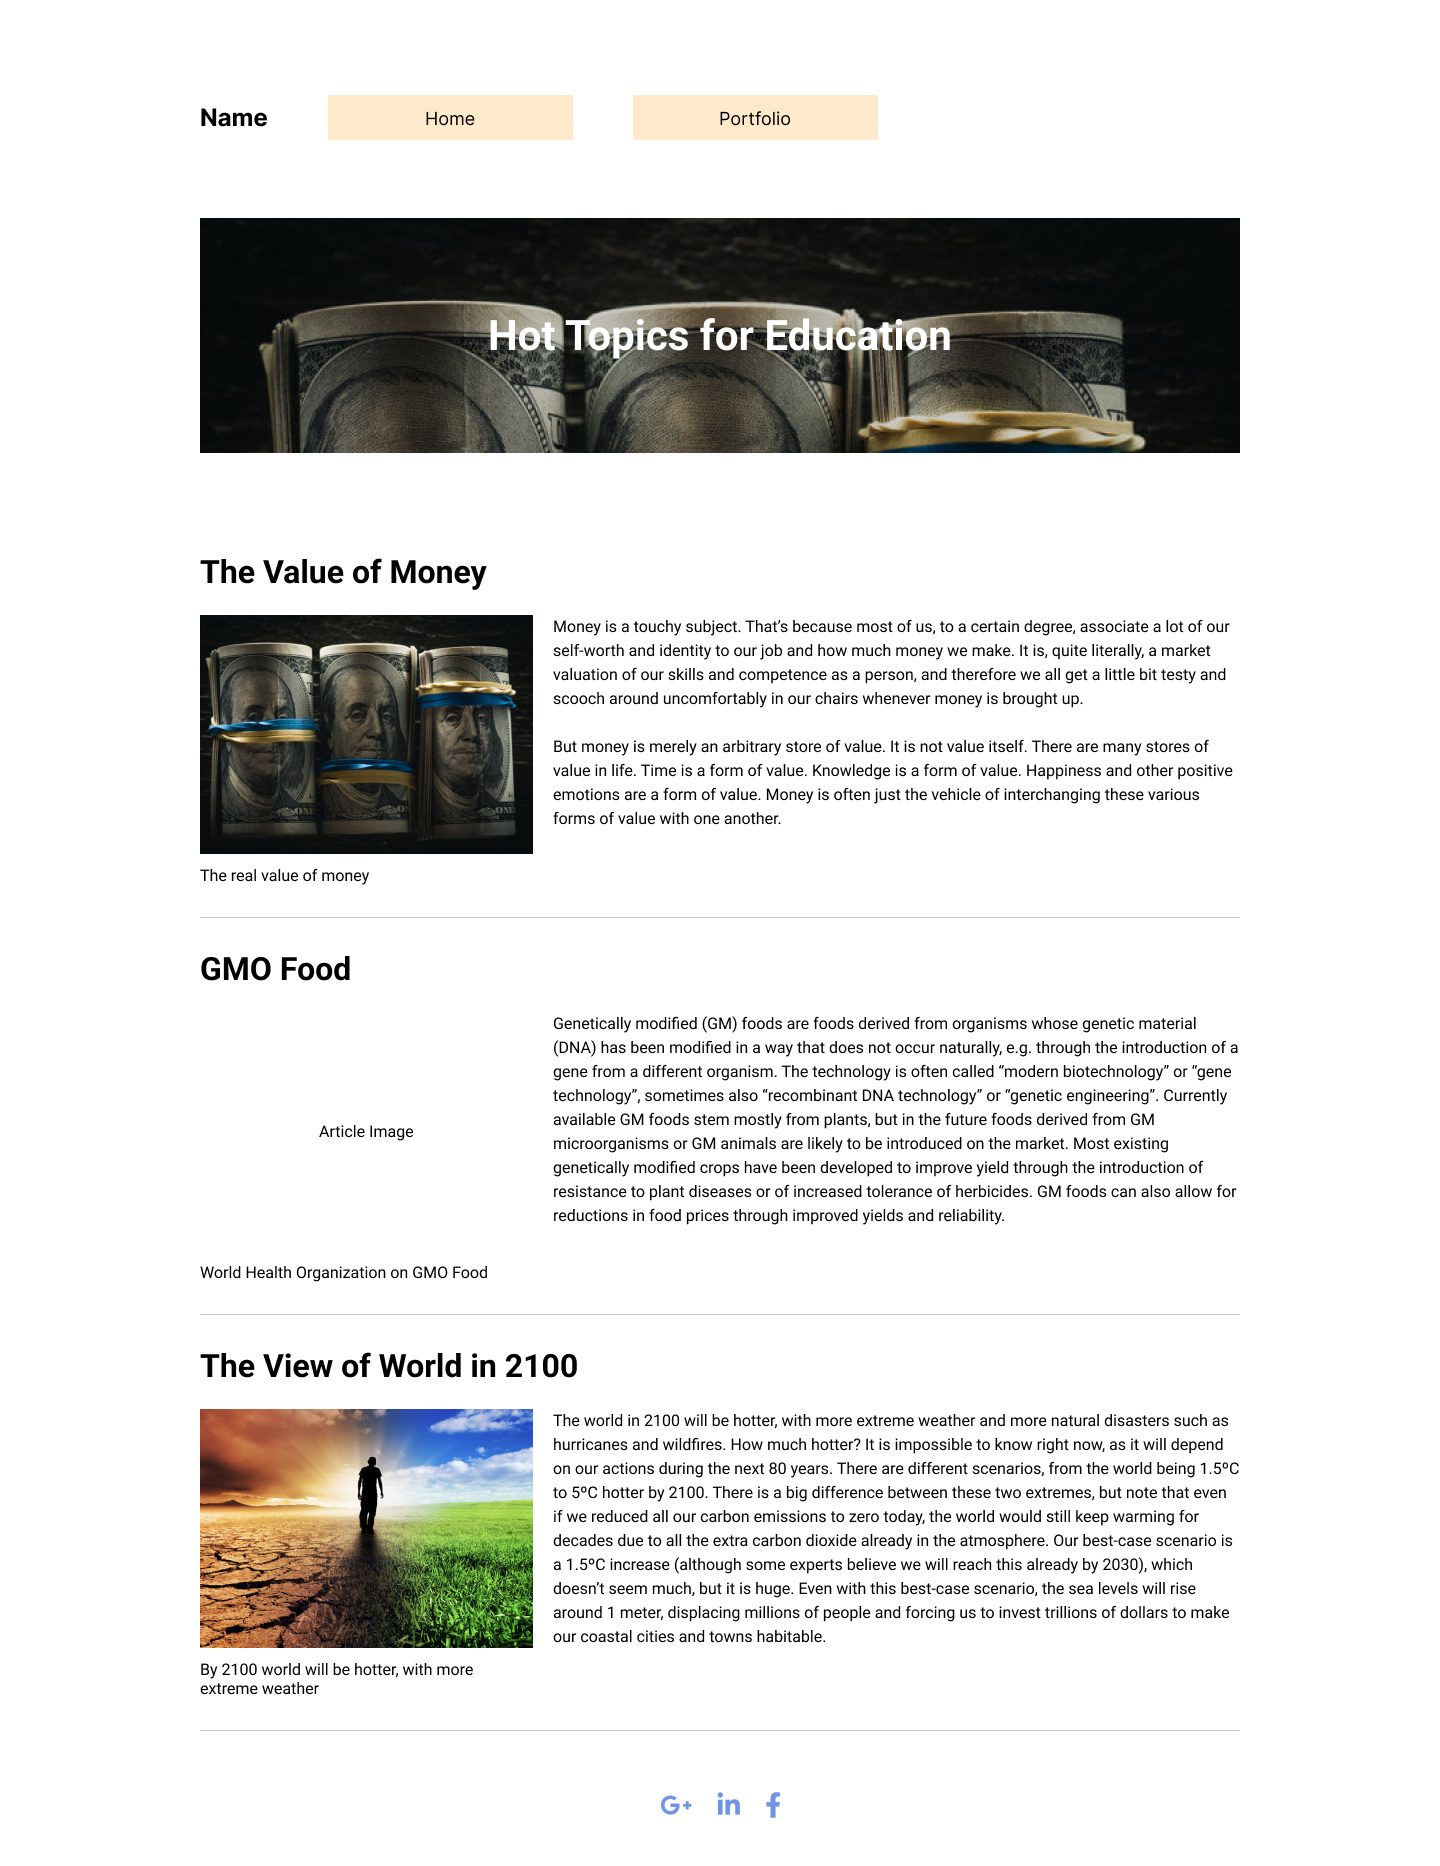 Name
Home
Portfolio
Hot Topics for Education
The Value of Money
Money is a touchy subject. That’s because most of us, to a certain degree, associate a lot of our
self-worth and identity to our job and how much money we make. It is, quite literally, a market
valuation of our skills and competence as a person, and therefore we all get a little bit testy and
scooch around uncomfortably in our chairs whenever money is brought up.
But money is merely an arbitrary store of value. It is not value itself. There are many stores of
value in life. Time is a form of value. Knowledge is a form of value. Happiness and other positive
emotions are a form of value. Money is often just the vehicle of interchanging these various
forms of value with one another.
The real value of money
GMO Food
Article Image
Genetically modified (GM) foods are foods derived from organisms whose genetic material
(DNA) has been modified in a way that does not occur naturally, e.g. through the introduction of a
gene from a different organism. The technology is often called “modern biotechnology” or “gene
technology”, sometimes also “recombinant DNA technology” or “genetic engineering”. Currently
available GM foods stem mostly from plants, but in the future foods derived from GM
microorganisms or GM animals are likely to be introduced on the market. Most existing
genetically modified crops have been developed to improve yield through the introduction of
resistance to plant diseases or of increased tolerance of herbicides. GM foods can also allow for
reductions in food prices through improved yields and reliability.
World Health Organization on GMO Food
The View of World in 2100
The world in 2100 will be hotter, with more extreme weather and more natural disasters such as
hurricanes and wildfires. How much hotter? It is impossible to know right now, as it will depend
on our actions during the next 80 years. There are different scenarios, from the world being 1.5ºC
to 5ºC hotter by 2100. There is a big difference between these two extremes, but note that even
if we reduced all our carbon emissions to zero today, the world would still keep warming for
decades due to all the extra carbon dioxide already in the atmosphere. Our best-case scenario is
a 1.5ºC increase (although some experts believe we will reach this already by 2030), which
doesn’t seem much, but it is huge. Even with this best-case scenario, the sea levels will rise
around 1 meter, displacing millions of people and forcing us to invest trillions of dollars to make
our coastal cities and towns habitable.
By 2100 world will be hotter, with more
extreme weather
G+
in
f